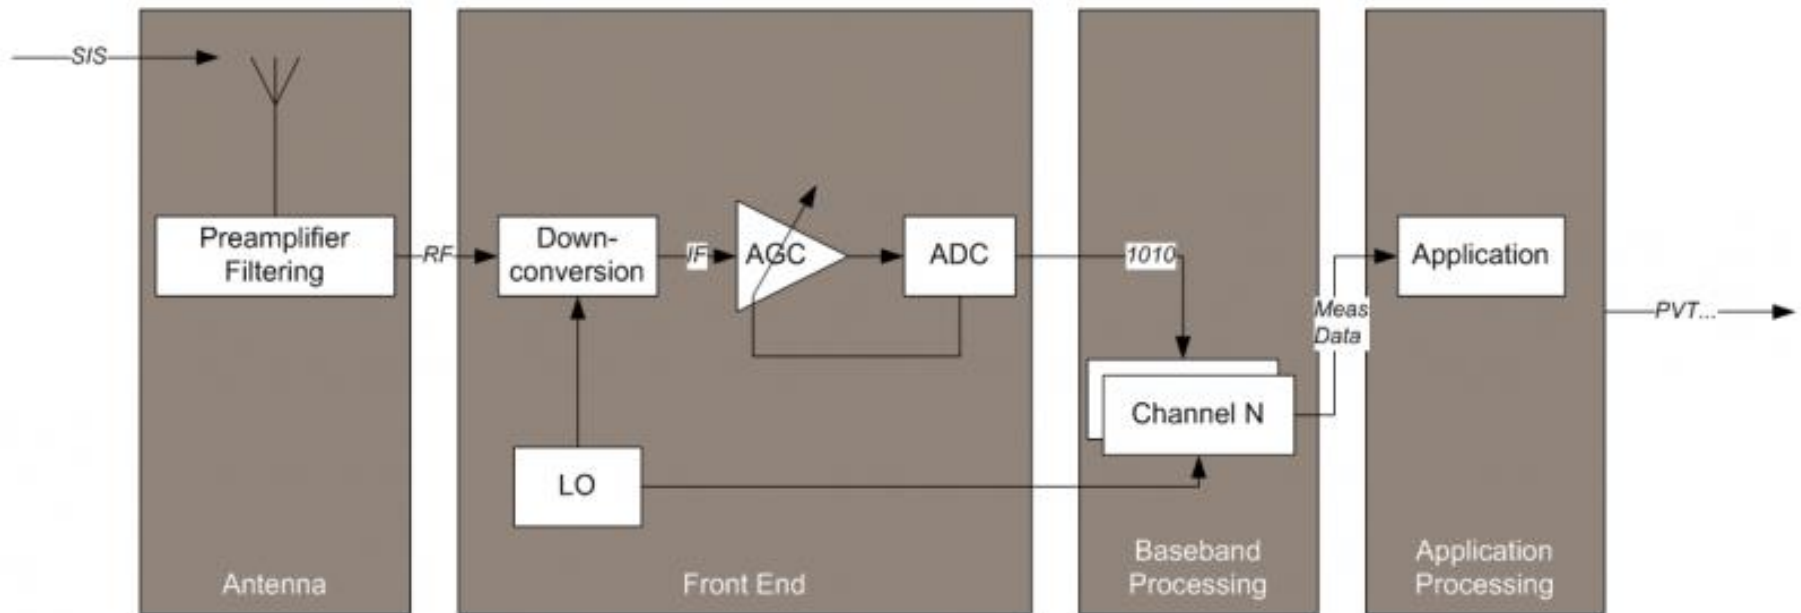 SIS
Preamplifier
Filtering
RF
Down-
conversion
IF
AGC
ADC
1010
Meas
Data
Application
PVT...
Channel N
LO
Antenna
Front End
Baseband
Processing
Application
Processing